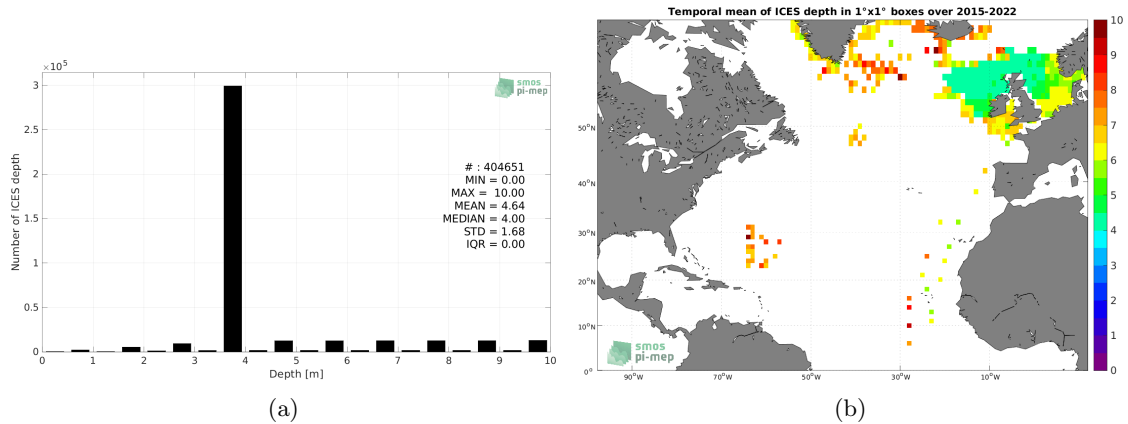 ×10⁵
3
2.5
2
1.5
1
0.5
0
Number of ICES depth
0 1 2 3 4 5 6 7 8 9 10
Depth [m]
smos
pi-mep
# : 404651
MIN = 0.00
MAX = 10.00
MEAN = 4.64
MEDIAN = 4.00
STD = 1.68
IQR = 0.00
(a)
Temporal mean of ICES depth in 1°x1° boxes over 2015-2022
50°N
40°N
30°N
20°N
10°N
0°
90°W 70°W 50°W 30°W 10°W
smos
pi-mep
10
9
8
7
6
5
4
3
2
1
0
(b)